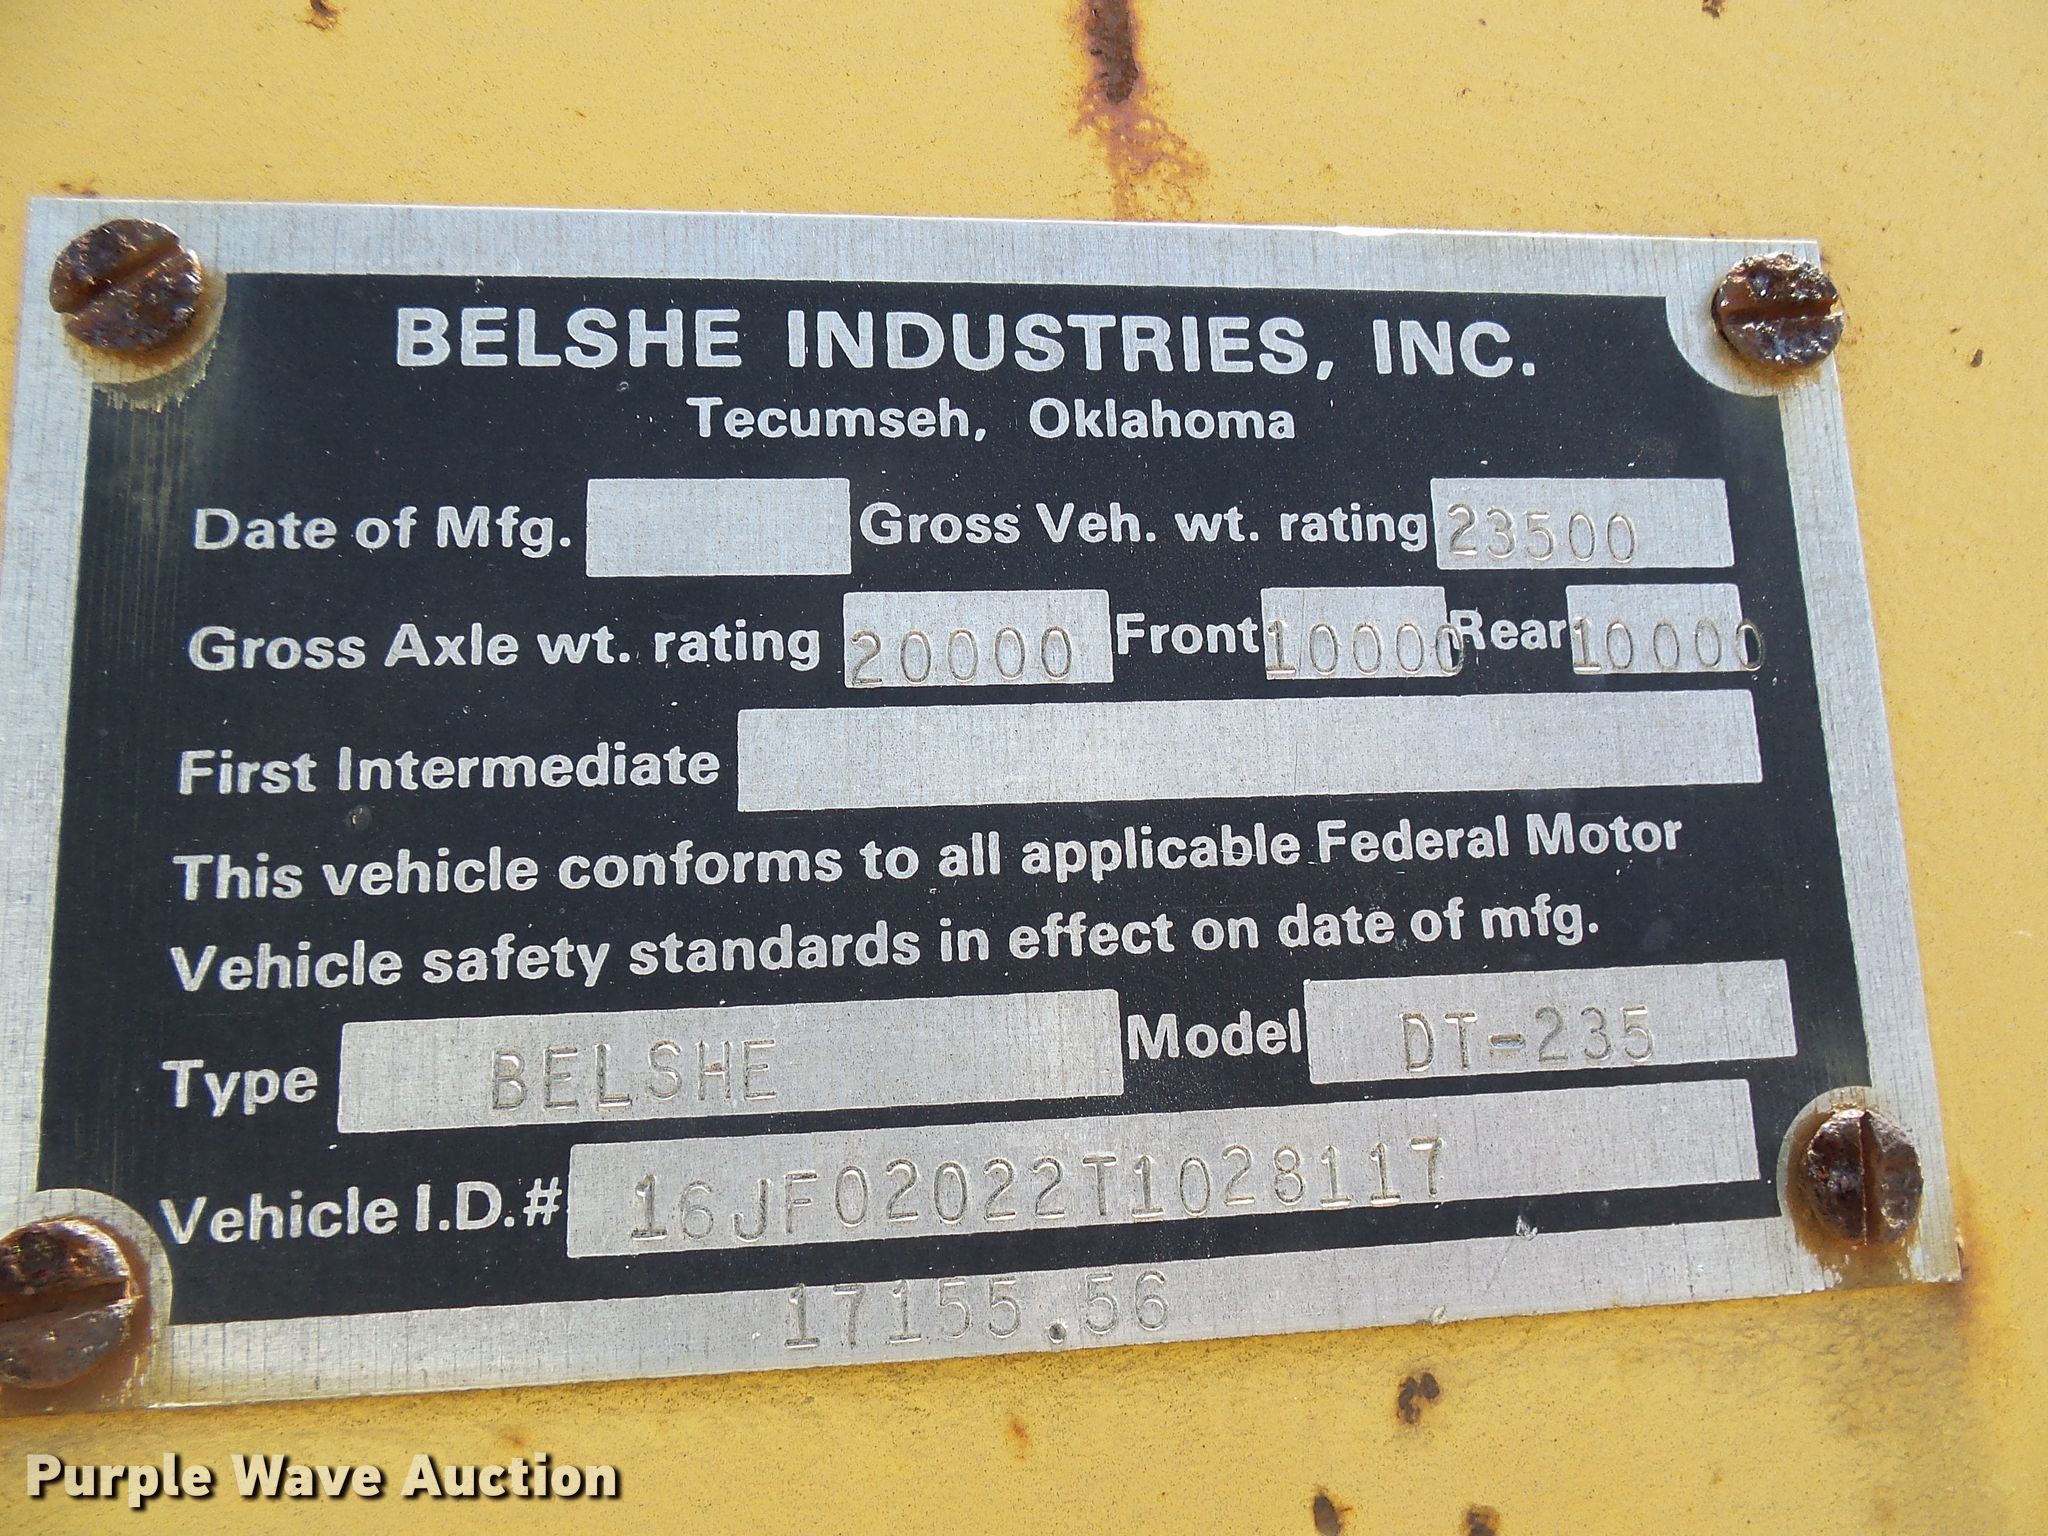 BELSHE INDUSTRIES, INC.
Tecumseh, Oklahoma
Date of Mfg. Gross Veh. wt. rating 23500
Gross Axle wt. rating 20000 Front 10000 Rear 10000
First Intermediate
This vehicle conforms to all applicable Federal Motor
Vehicle safety standards in effect on date of mfg.
Type BELSHE Model DT-235
Vehicle I.D.# 16JF02022T1028117
17155.56
Purple Wave Auction